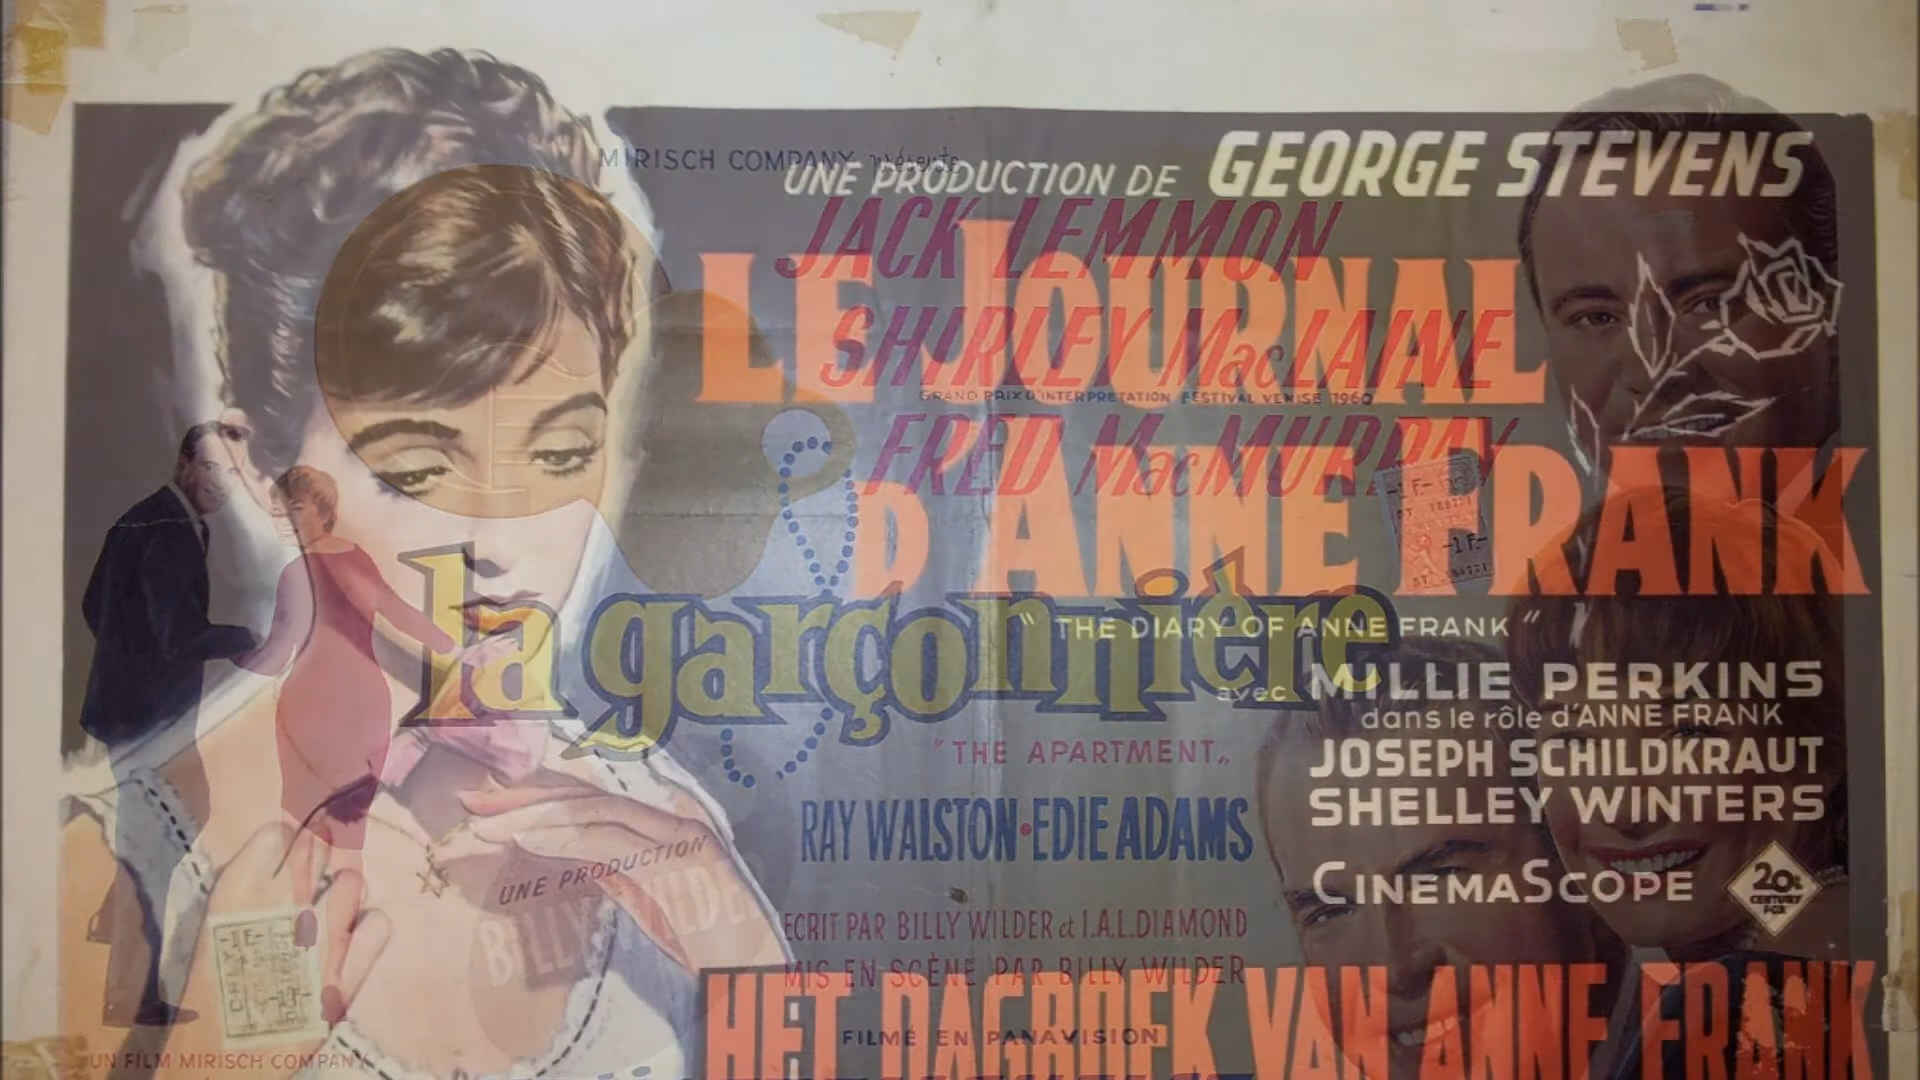 MIRISCH COMPANY présente
UNE PRODUCTION DE GEORGE STEVENS
JACK LEMMON
LE JOURNAL
SHIRLEY MacLAINE
GRAND PRIX D'INTERPRETATION FESTIVAL VENISE 1960
FRED MacMURRAY
D'ANNE FRANK
-1F-
-1F-
la garçonnière
"THE DIARY OF ANNE FRANK"
avec MILLIE PERKINS
dans le rôle d'ANNE FRANK
"THE APARTMENT"
JOSEPH SCHILDKRAUT
SHELLEY WINTERS
RAY WALSTON•EDIE ADAMS
UNE PRODUCTION
BILLY WILDER
CINEMASCOPE
20th
CENTURY
FOX
ECRIT PAR BILLY WILDER et I.A.L.DIAMOND
MIS EN SCÈNE PAR BILLY WILDER
HET DAGBOEK VAN ANNE FRANK
FILMÉ EN PANAVISION
UN FILM MIRISCH COMPANY